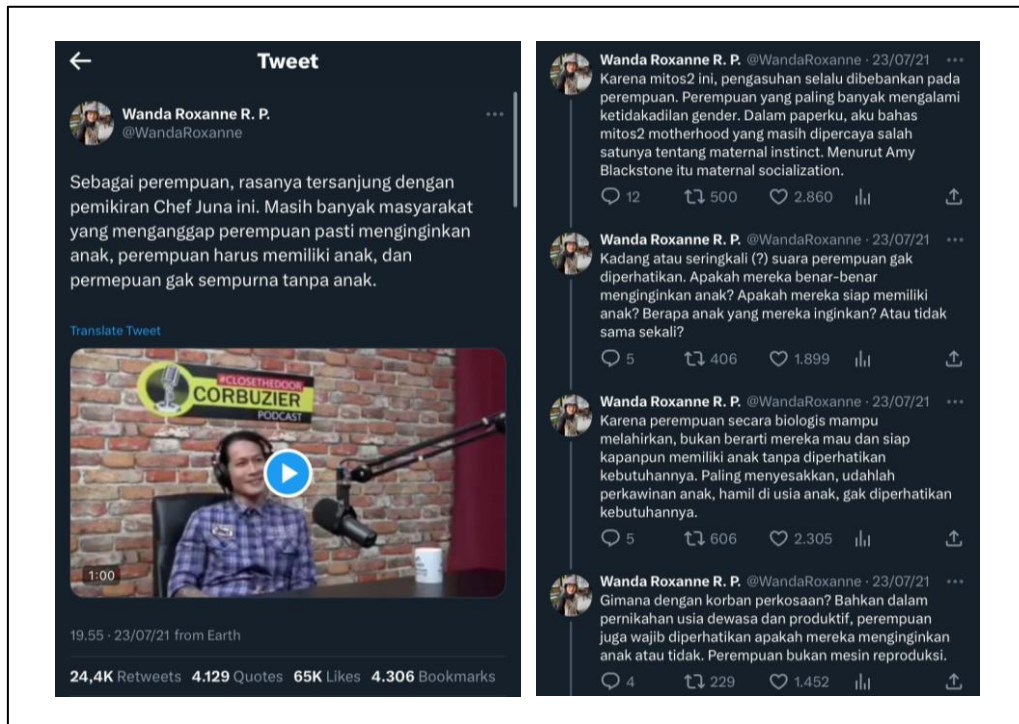 Tweet
Wanda Roxanne R. P.
@WandaRoxanne
Sebagai perempuan, rasanya tersanjung dengan
pemikiran Chef Juna ini. Masih banyak masyarakat
yang menganggap perempuan pasti menginginkan
anak, perempuan harus memiliki anak, dan
permepuan gak sempurna tanpa anak.
Translate Tweet
#CLOSETHEDOOR
CORBUZIER
PODCAST
1:00
19.55 · 23/07/21 from Earth
24,4K Retweets 4.129 Quotes 65K Likes 4.306 Bookmarks
Wanda Roxanne R. P. @WandaRoxanne · 23/07/21
Karena mitos2 ini, pengasuhan selalu dibebankan pada
perempuan. Perempuan yang paling banyak mengalami
ketidakadilan gender. Dalam paperku, aku bahas
mitos2 motherhood yang masih dipercaya salah
satunya tentang maternal instinct. Menurut Amy
Blackstone itu maternal socialization.
12 500 2.860
Wanda Roxanne R. P. @WandaRoxanne · 23/07/21
Kadang atau seringkali (?) suara perempuan gak
diperhatikan. Apakah mereka benar-benar
menginginkan anak? Apakah mereka siap memiliki
anak? Berapa anak yang mereka inginkan? Atau tidak
sama sekali?
5 406 1.899
Wanda Roxanne R. P. @WandaRoxanne · 23/07/21
Karena perempuan secara biologis mampu
melahirkan, bukan berarti mereka mau dan siap
kapanpun memiliki anak tanpa diperhatikan
kebutuhannya. Paling menyesakkan, udahlah
perkawinan anak, hamil di usia anak, gak diperhatikan
kebutuhannya.
5 606 2.305
Wanda Roxanne R. P. @WandaRoxanne · 23/07/21
Gimana dengan korban perkosaan? Bahkan dalam
pernikahan usia dewasa dan produktif, perempuan
juga wajib diperhatikan apakah mereka menginginkan
anak atau tidak. Perempuan bukan mesin reproduksi.
4 229 1.452